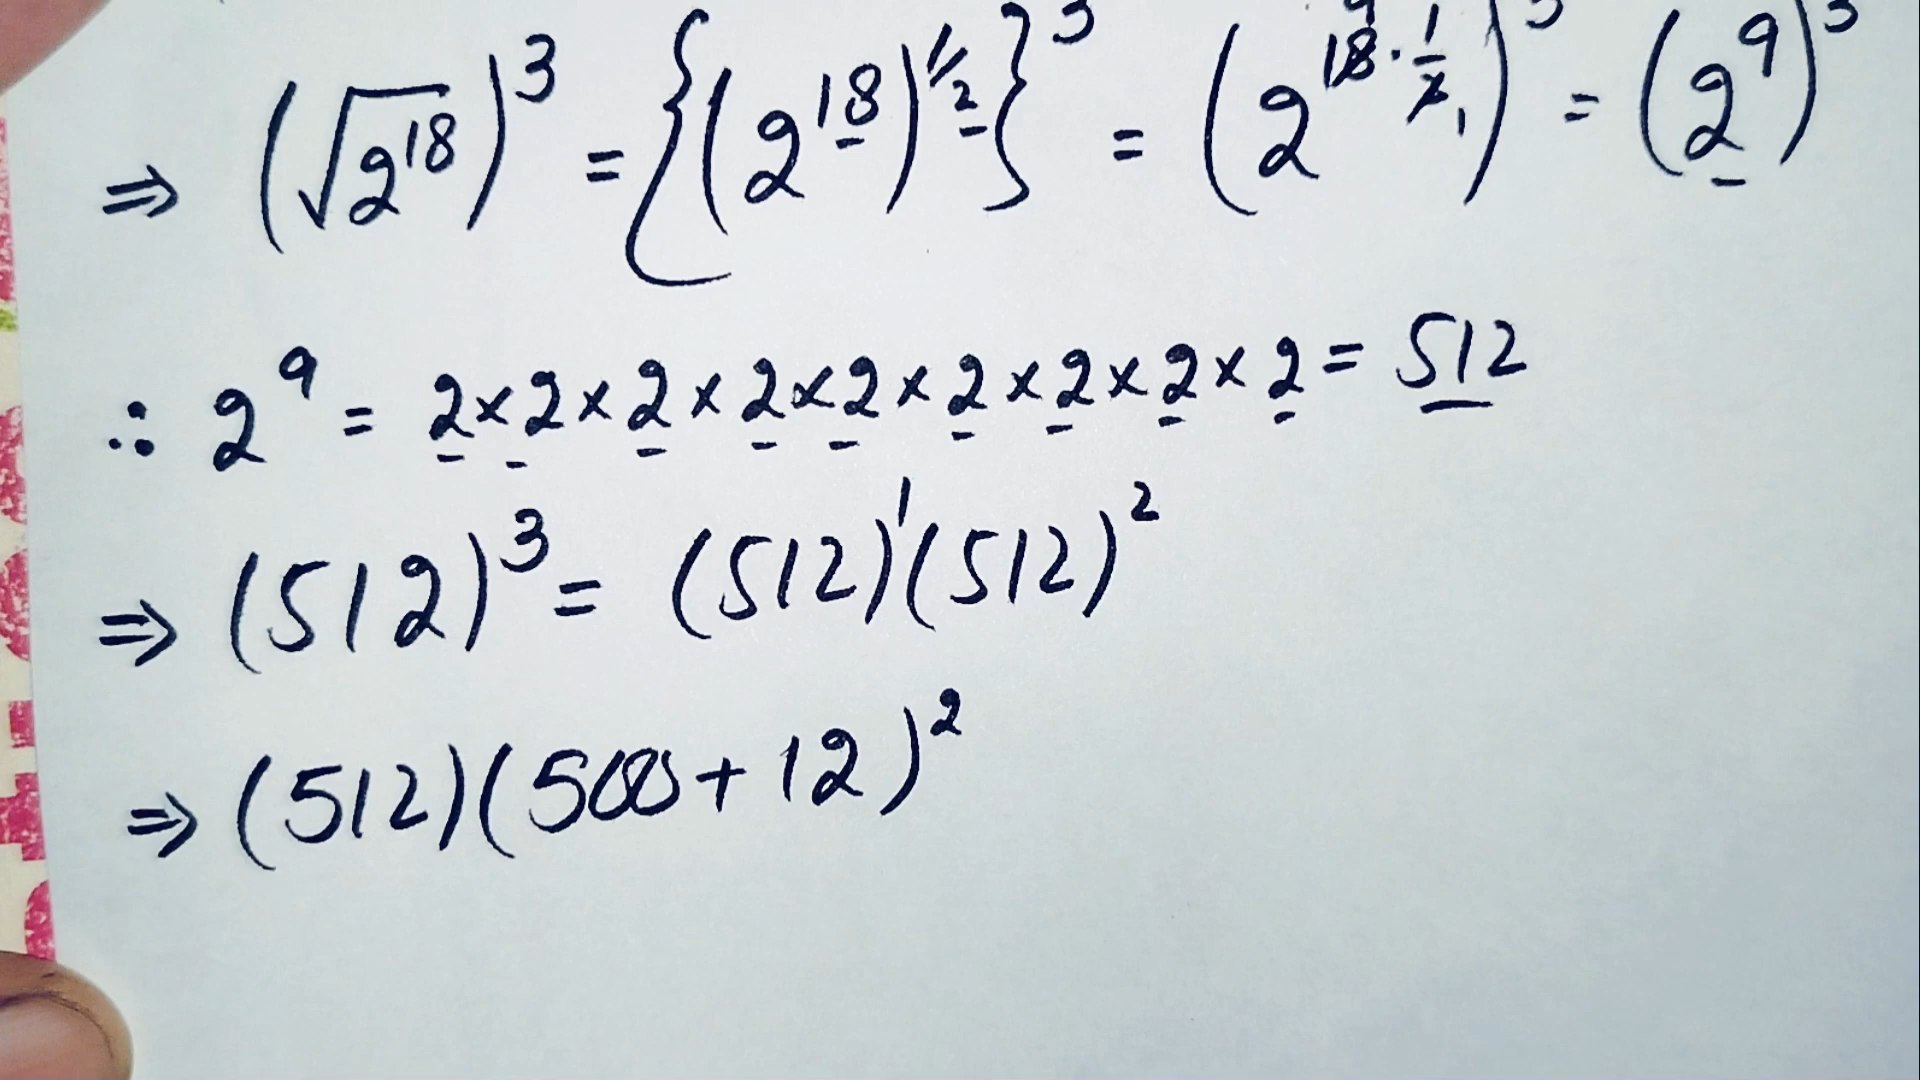 ⇒ (√2¹⁸)³ = {(2¹⁸)^1/2}³ = (2^18·1/2)³ = (2⁹)³
∴ 2⁹ = 2×2×2×2×2×2×2×2×2 = 512
⇒ (512)³ = (512)¹(512)²
⇒ (512)(500+12)²